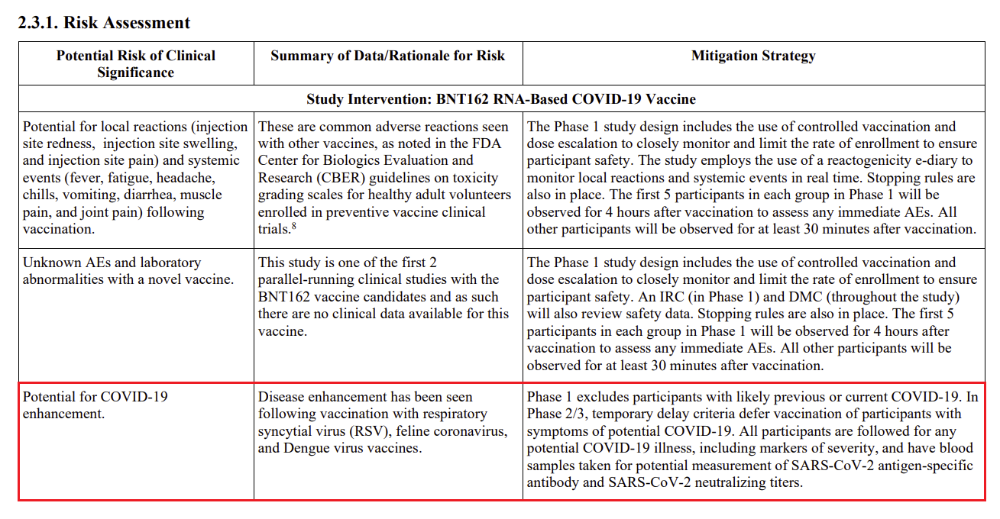 2.3.1. Risk Assessment
Potential Risk of Clinical
Significance
Summary of Data/Rationale for Risk
Mitigation Strategy
Study Intervention: BNT162 RNA-Based COVID-19 Vaccine
Potential for local reactions (injection
site redness, injection site swelling,
and injection site pain) and systemic
events (fever, fatigue, headache,
chills, vomiting, diarrhea, muscle
pain, and joint pain) following
vaccination.
These are common adverse reactions seen
with other vaccines, as noted in the FDA
Center for Biologics Evaluation and
Research (CBER) guidelines on toxicity
grading scales for healthy adult volunteers
enrolled in preventive vaccine clinical
trials.8
The Phase 1 study design includes the use of controlled vaccination and
dose escalation to closely monitor and limit the rate of enrollment to ensure
participant safety. The study employs the use of a reactogenicity e-diary to
monitor local reactions and systemic events in real time. Stopping rules are
also in place. The first 5 participants in each group in Phase 1 will be
observed for 4 hours after vaccination to assess any immediate AEs. All
other participants will be observed for at least 30 minutes after vaccination.
Unknown AEs and laboratory
abnormalities with a novel vaccine.
This study is one of the first 2
parallel-running clinical studies with the
BNT162 vaccine candidates and as such
there are no clinical data available for this
vaccine.
The Phase 1 study design includes the use of controlled vaccination and
dose escalation to closely monitor and limit the rate of enrollment to ensure
participant safety. An IRC (in Phase 1) and DMC (throughout the study)
will also review safety data. Stopping rules are also in place. The first 5
participants in each group in Phase 1 will be observed for 4 hours after
vaccination to assess any immediate AEs. All other participants will be
observed for at least 30 minutes after vaccination.
Potential for COVID-19
enhancement.
Disease enhancement has been seen
following vaccination with respiratory
syncytial virus (RSV), feline coronavirus,
and Dengue virus vaccines.
Phase 1 excludes participants with likely previous or current COVID-19. In
Phase 2/3, temporary delay criteria defer vaccination of participants with
symptoms of potential COVID-19. All participants are followed for any
potential COVID-19 illness, including markers of severity, and have blood
samples taken for potential measurement of SARS-CoV-2 antigen-specific
antibody and SARS-CoV-2 neutralizing titers.